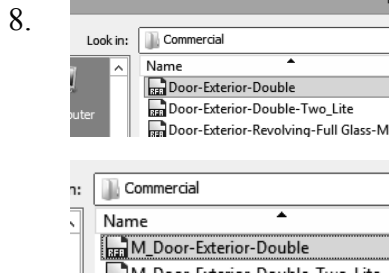 8.
Look in: Commercial
Name
Door-Exterior-Double
Door-Exterior-Double-Two_Lite
Door-Exterior-Revolving-Full Glass-M
Commercial
Name
M_Door-Exterior-Double